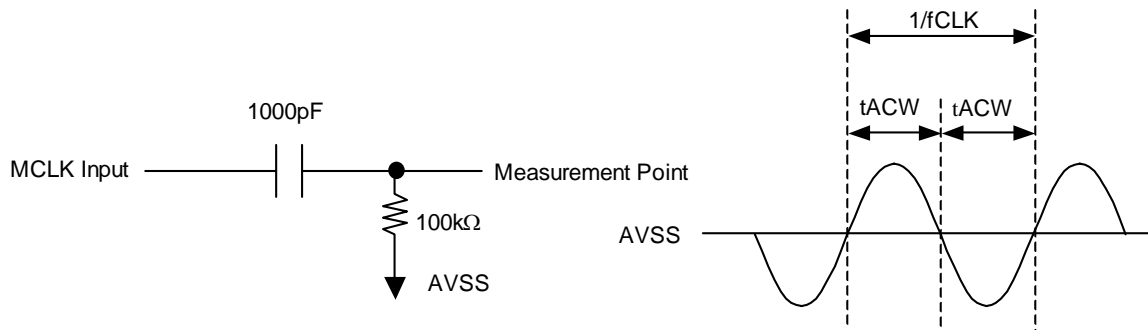 1/fCLK
1000pF
tACW tACW
MCLK Input
Measurement Point
100kΩ
AVSS
AVSS